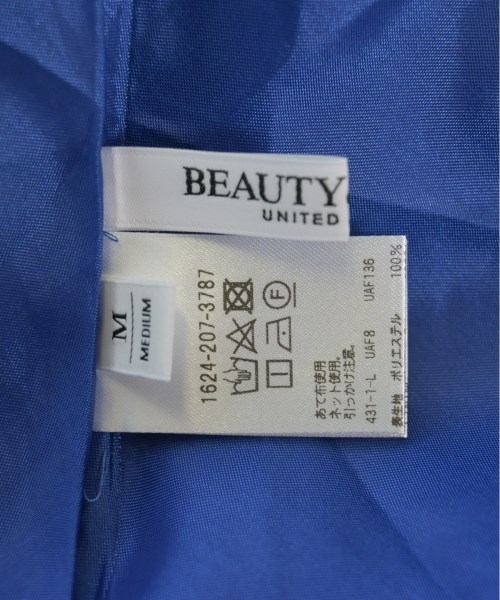 BEAUTY
UNITED
M
MEDIUM
1624-207-3787
F
あて布使用
ネット使用。
引っかけ注意。
431-1-L UAF8 UAF136
表生地 ポリエステル 100%